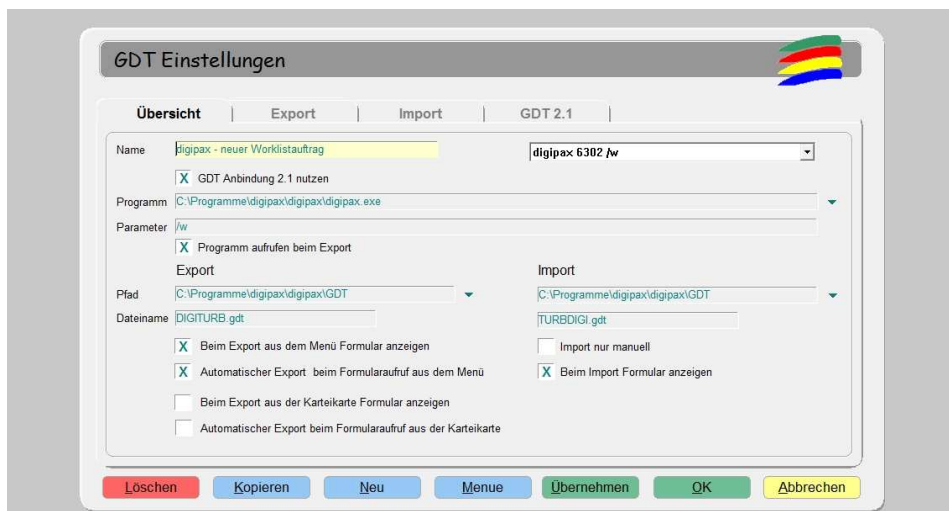 GDT Einstellungen
Übersicht | Export | Import | GDT 2.1 |
Name digipax - neuer Worklistauftrag digipax 6302 /w
X GDT Anbindung 2.1 nutzen
Programm C:\Programme\digipax\digipax\digipax.exe
Parameter /w
X Programm aufrufen beim Export
Export Import
Pfad C:\Programme\digipax\digipax\GDT C:\Programme\digipax\digipax\GDT
Dateiname DIGITURB.gdt TURBDIGI.gdt
X Beim Export aus dem Menü Formular anzeigen Import nur manuell
X Automatischer Export beim Formularaufruf aus dem Menü X Beim Import Formular anzeigen
Beim Export aus der Karteikarte Formular anzeigen
Automatischer Export beim Formularaufruf aus der Karteikarte
Löschen Kopieren Neu Menue Übernehmen OK Abbrechen